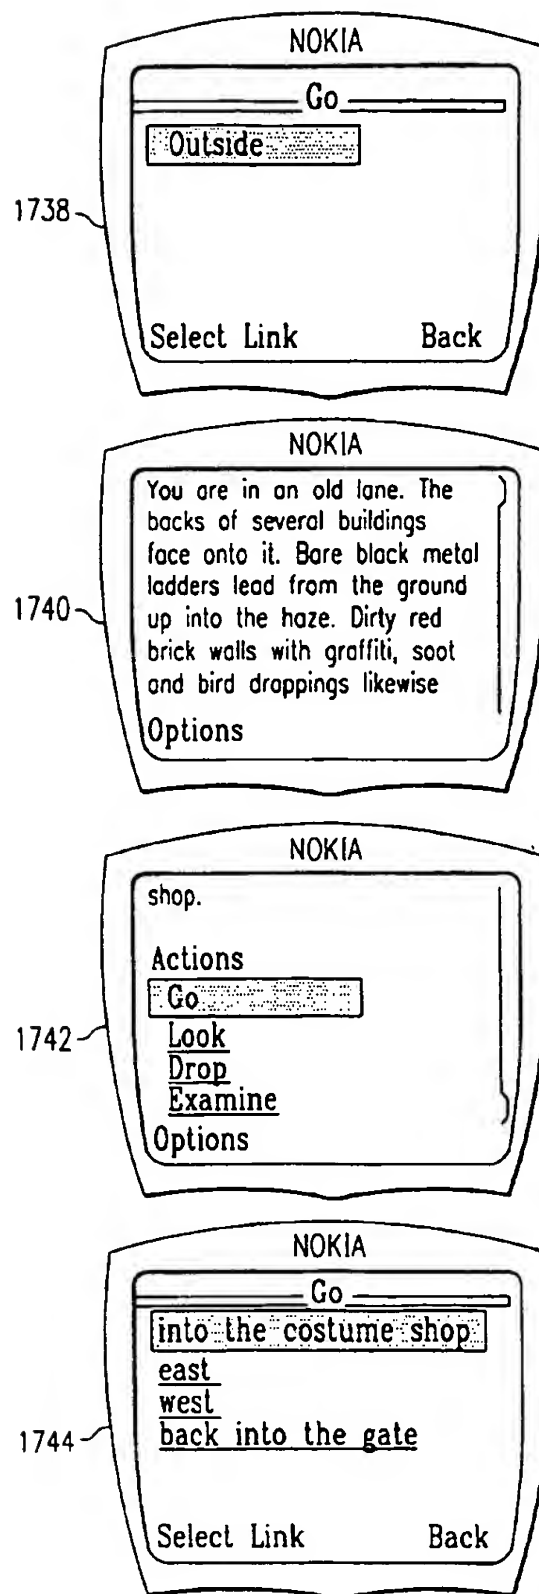 NOKIA
Go
Outside
1738
Select Link Back
NOKIA
You are in an old lane. The
backs of several buildings
face onto it. Bare black metal
ladders lead from the ground
1740
up into the haze. Dirty red
brick walls with graffiti, soot
and bird droppings likewise
Options
NOKIA
shop.
Actions
Go
1742
Look
Drop
Examine
Options
NOKIA
Go
into the costume shop
east
west
1744
back into the gate
Select Link Back